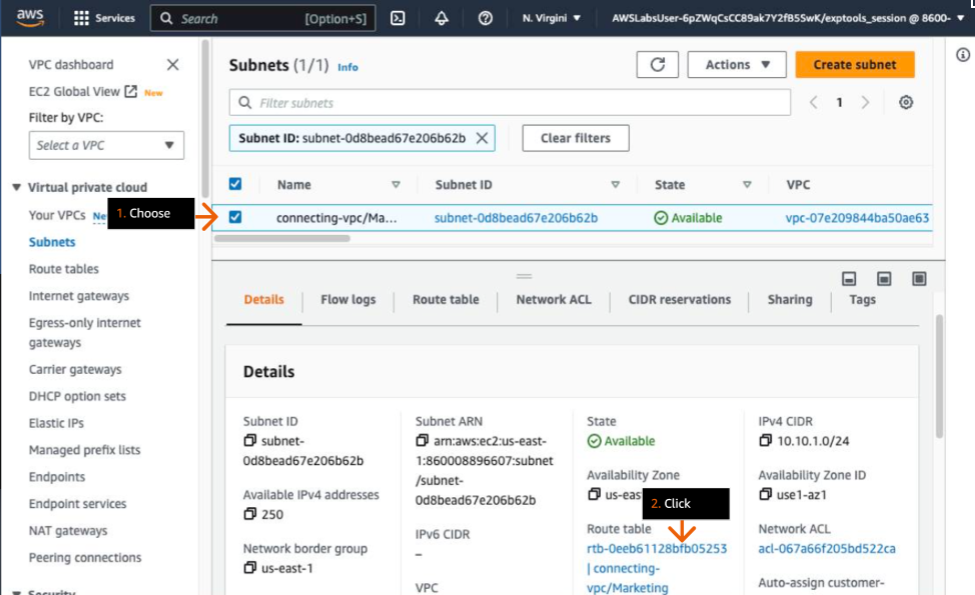 aws
Services
Search
[Option+S]
N. Virgini
AWSLabsUser-6pZWqCsCC89ak7Y2fB5SwK/exptools_session @ 8600-
VPC dashboard
EC2 Global View New
Filter by VPC:
Select a VPC
Virtual private cloud
Your VPCs Ne
Subnets
Route tables
Internet gateways
Egress-only internet
gateways
Carrier gateways
DHCP option sets
Elastic IPs
Managed prefix lists
Endpoints
Endpoint services
NAT gateways
Peering connections
Security
1. Choose
Subnets (1/1) Info
Actions
Create subnet
Filter subnets
1
Subnet ID: subnet-0d8bead67e206b62b
Clear filters
Name Subnet ID State VPC
connecting-vpc/Ma... subnet-0d8bead67e206b62b Available vpc-07e209844ba50ae63
Details Flow logs Route table Network ACL CIDR reservations Sharing Tags
Details
Subnet ID
subnet-
0d8bead67e206b62b
Available IPv4 addresses
250
Network border group
us-east-1
Subnet ARN
arn:aws:ec2:us-east-
1:860008896607:subnet
/subnet-
0d8bead67e206b62b
IPv6 CIDR
–
VPC
State
Available
Availability Zone
us-eas
2. Click
Route table
rtb-0eeb61128bfb05253
| connecting-
vpc/Marketing
IPv4 CIDR
10.10.1.0/24
Availability Zone ID
use1-az1
Network ACL
acl-067a66f205bd522ca
Auto-assign customer-